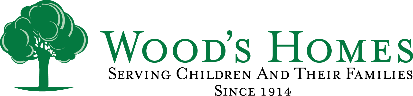 WOOD'S HOMES
SERVING CHILDREN AND THEIR FAMILIES
SINCE 1914